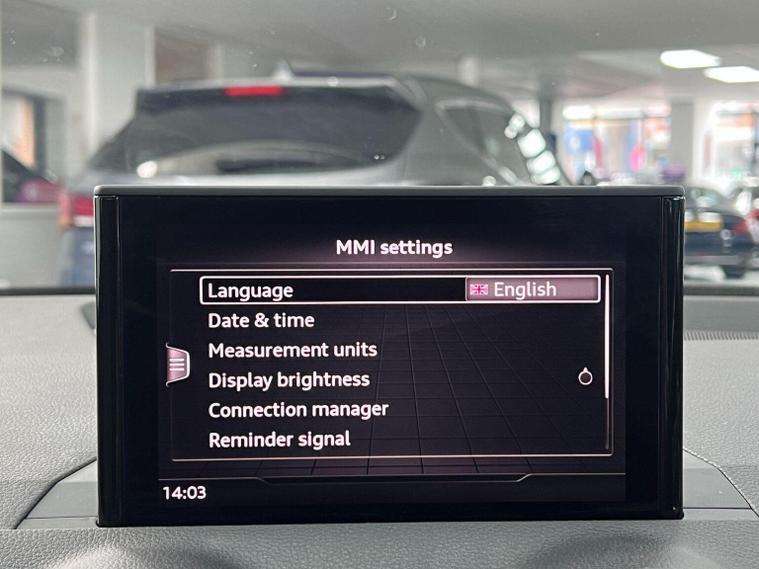 MMI settings
Language English
Date & time
Measurement units
Display brightness
Connection manager
Reminder signal
14:03